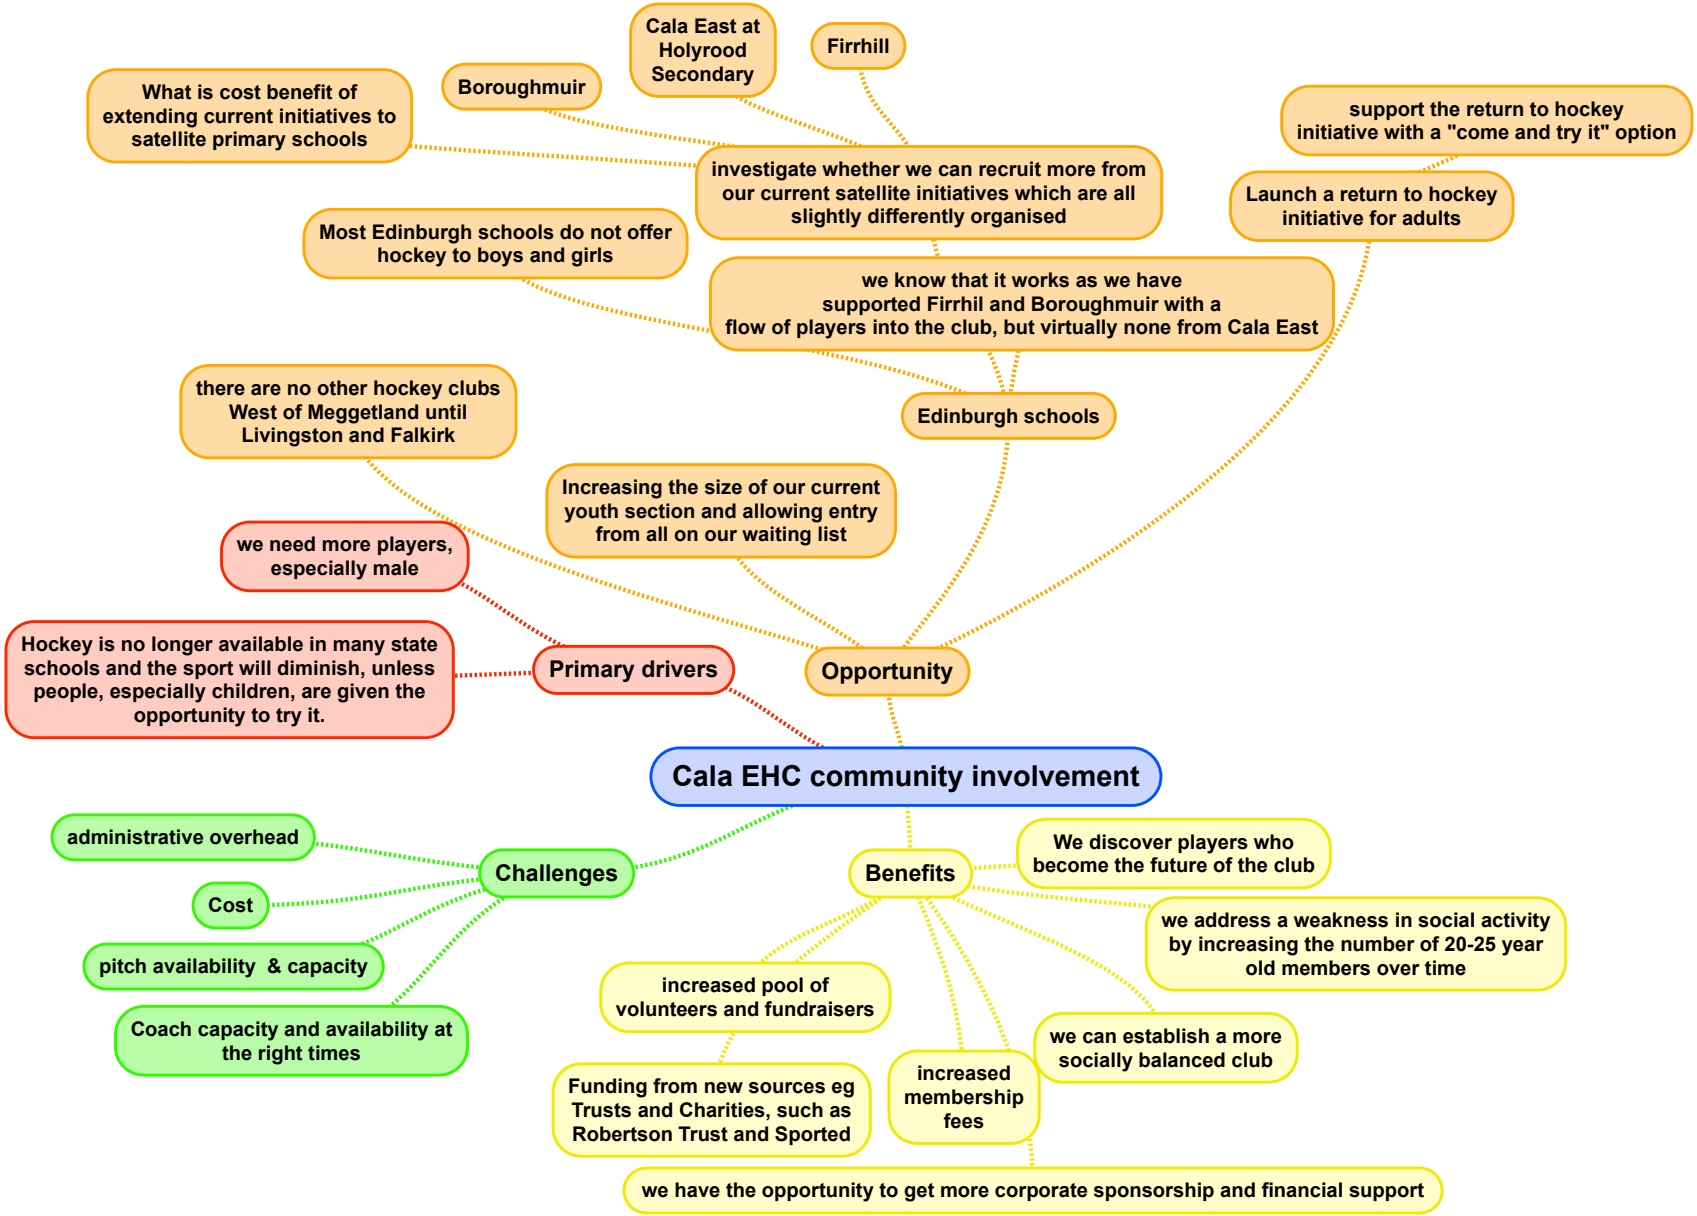 Cala East at
Holyrood
Secondary
Firrhill
Boroughmuir
What is cost benefit of
extending current initiatives to
satellite primary schools
support the return to hockey
initiative with a "come and try it" option
investigate whether we can recruit more from
our current satellite initiatives which are all
slightly differently organised
Launch a return to hockey
initiative for adults
Most Edinburgh schools do not offer
hockey to boys and girls
we know that it works as we have
supported Firrhil and Boroughmuir with a
flow of players into the club, but virtually none from Cala East
there are no other hockey clubs
West of Meggetland until
Livingston and Falkirk
Edinburgh schools
Increasing the size of our current
youth section and allowing entry
from all on our waiting list
we need more players,
especially male
Hockey is no longer available in many state
schools and the sport will diminish, unless
people, especially children, are given the
opportunity to try it.
Primary drivers
Opportunity
Cala EHC community involvement
administrative overhead
Challenges
Cost
pitch availability  & capacity
Coach capacity and availability at
the right times
Benefits
We discover players who
become the future of the club
we address a weakness in social activity
by increasing the number of 20-25 year
old members over time
increased pool of
volunteers and fundraisers
we can establish a more
socially balanced club
Funding from new sources eg
Trusts and Charities, such as
Robertson Trust and Sported
increased
membership
fees
we have the opportunity to get more corporate sponsorship and financial support